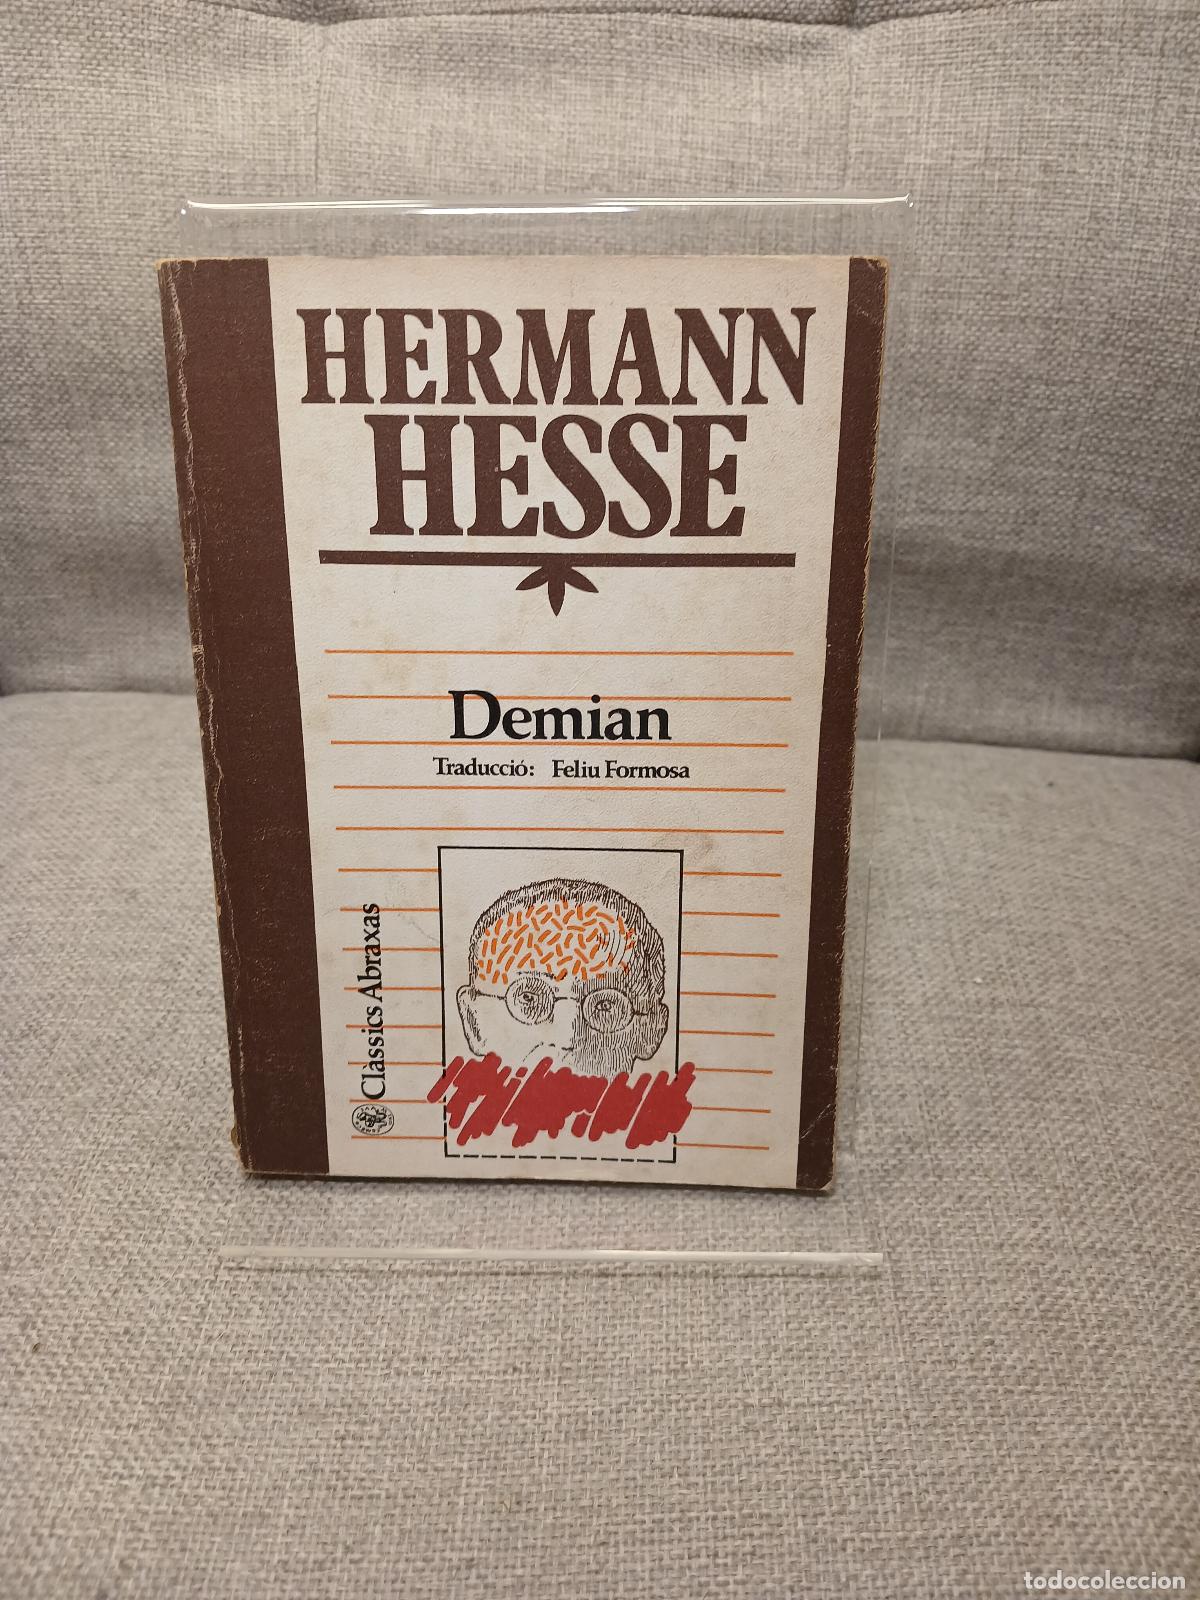 HERMANN
HESSE
Demian
Traducció: Feliu Formosa
Clàssics Abraxas
todocoleccion